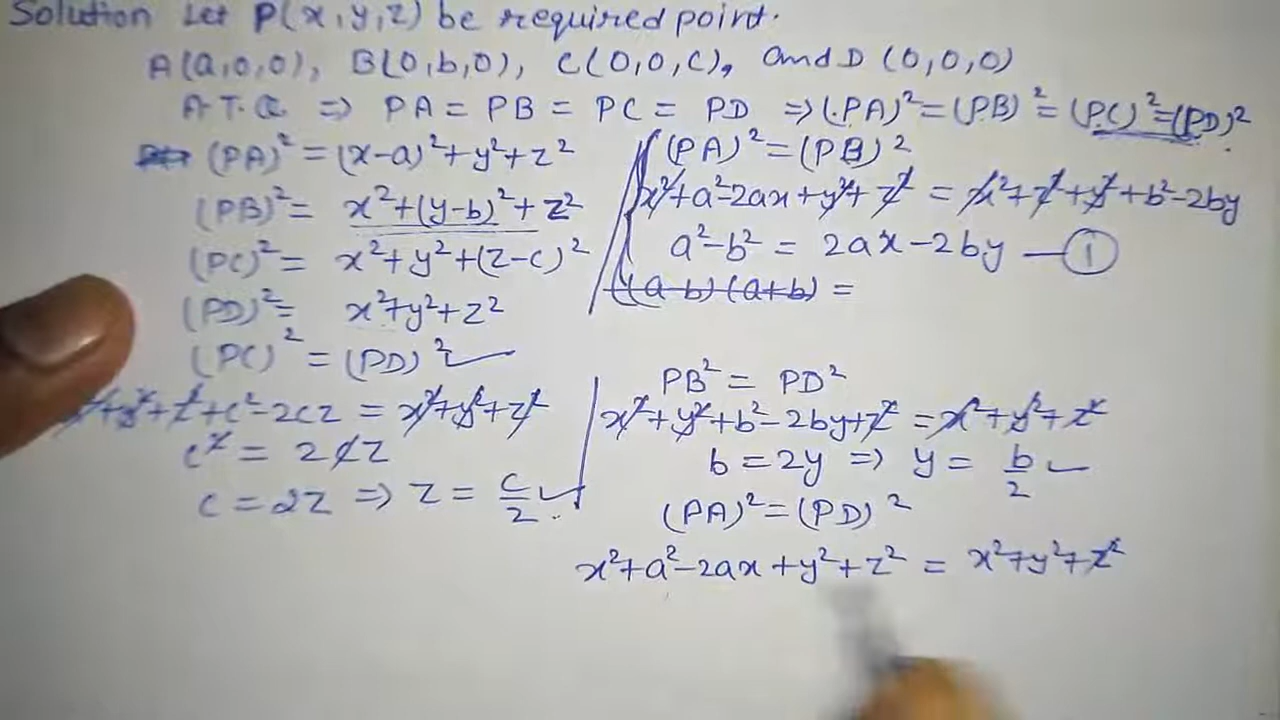 Solution Let P(x,y,z) be required point.
A(a,0,0), B(0,b,0), C(0,0,c), and D (0,0,0)
A.T.Q. => PA = PB = PC = PD => (PA)² = (PB)² = (PC)² = (PD)²
(PA)² = (x-a)² + y² + z²
(PB)² = x² + (y-b)² + z²
(PC)² = x² + y² + (z-c)²
(PD)² = x² + y² + z²
(PC)² = (PD)²
+y²+z²+c²-2cz = x²+y²+z²
c² = 2cz
c = 2z => z = c/2
(PA)² = (PB)²
x²+a²-2ax+y²+z² = x²+z²+y²+b²-2by
a²-b² = 2ax-2by — ①
(a-b)(a+b) =
PB² = PD²
x²+y²+b²-2by+z² = x²+y²+z²
b = 2y => y = b/2
(PA)² = (PD)²
x²+a²-2ax+y²+z² = x²+y²+z²